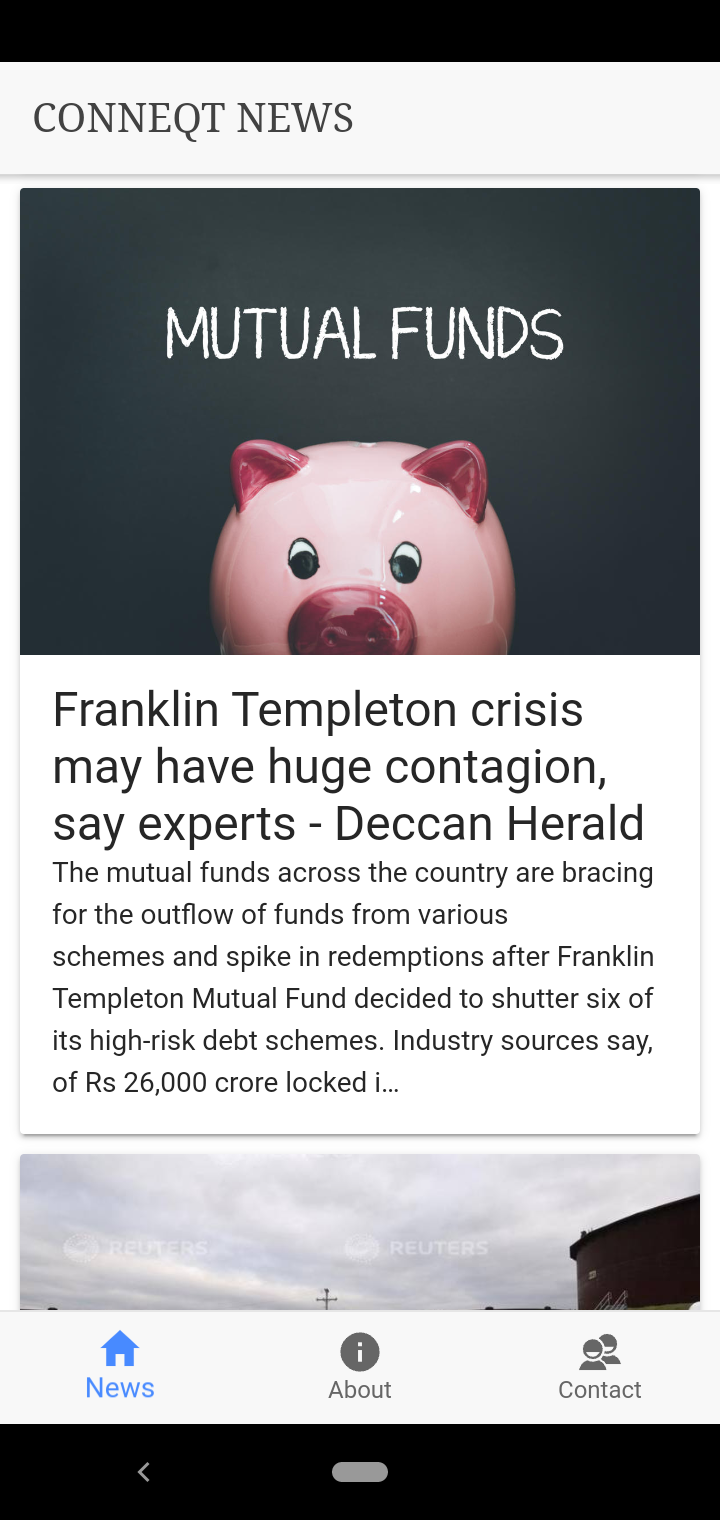 CONNEQT NEWS
MUTUAL FUNDS
Franklin Templeton crisis
may have huge contagion,
say experts - Deccan Herald
The mutual funds across the country are bracing
for the outflow of funds from various
schemes and spike in redemptions after Franklin
Templeton Mutual Fund decided to shutter six of
its high-risk debt schemes. Industry sources say,
of Rs 26,000 crore locked i…
REUTERS REUTERS
News About Contact